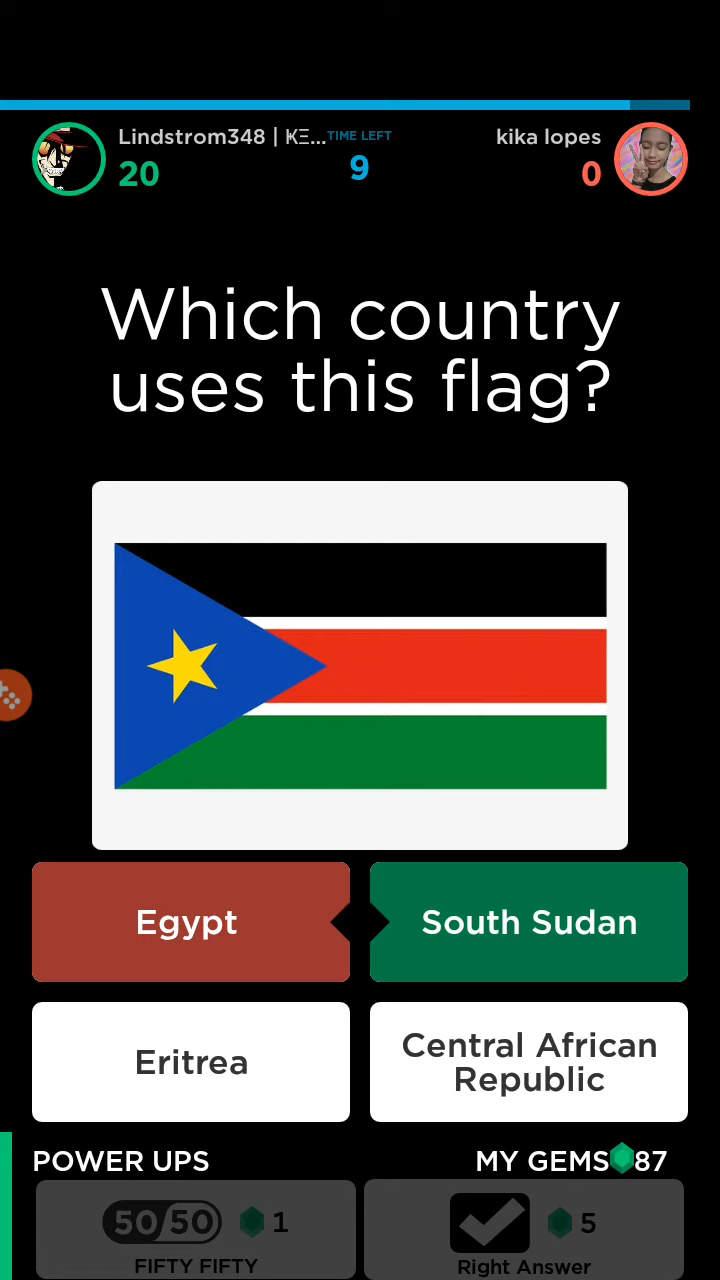 Lindstrom348 | ҜΞ...
TIME LEFT
kika lopes
20
9
0
Which country
uses this flag?
Egypt
South Sudan
Eritrea
Central African
Republic
POWER UPS
MY GEMS 87
50/50 1
5
FIFTY FIFTY
Right Answer